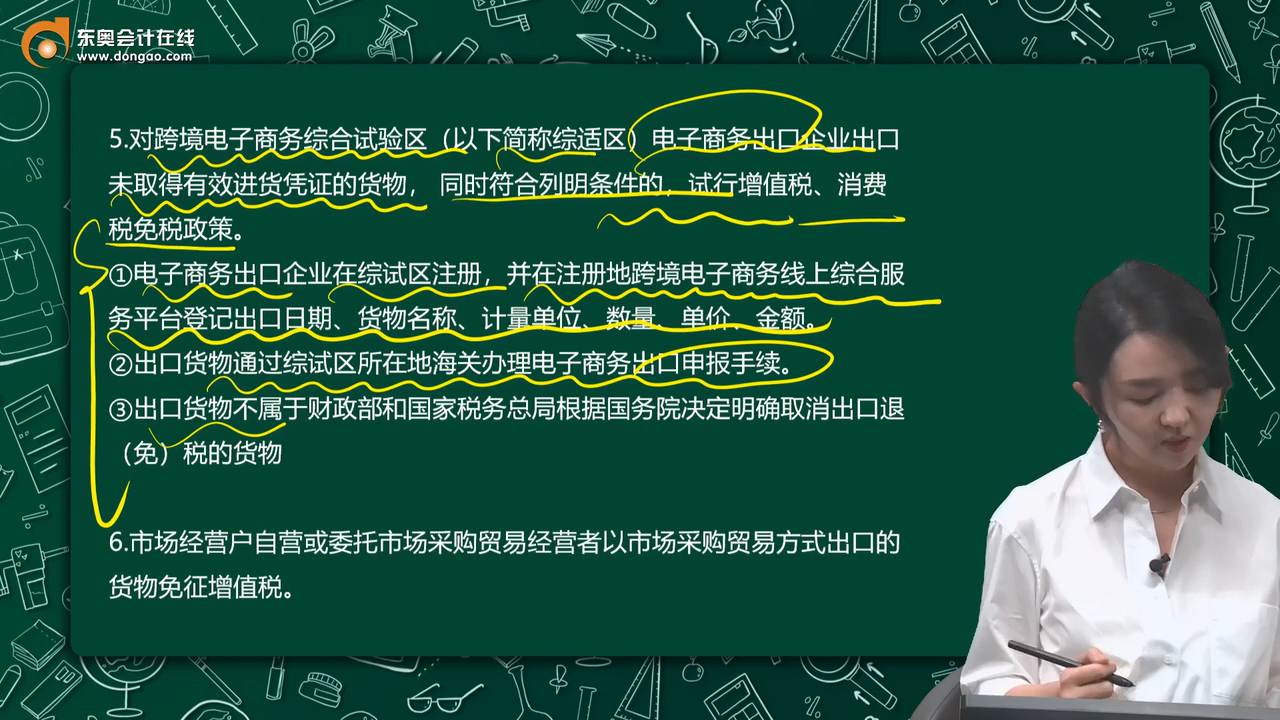 东奥会计在线
www.dongao.com
5.对跨境电子商务综合试验区（以下简称综适区）电子商务出口企业出口
未取得有效进货凭证的货物， 同时符合列明条件的，试行增值税、消费
税免税政策。
①电子商务出口企业在综试区注册，并在注册地跨境电子商务线上综合服
务平台登记出口日期、货物名称、计量单位、数量、单价、金额。
②出口货物通过综试区所在地海关办理电子商务出口申报手续。
③出口货物不属于财政部和国家税务总局根据国务院决定明确取消出口退
（免）税的货物
6.市场经营户自营或委托市场采购贸易经营者以市场采购贸易方式出口的
货物免征增值税。